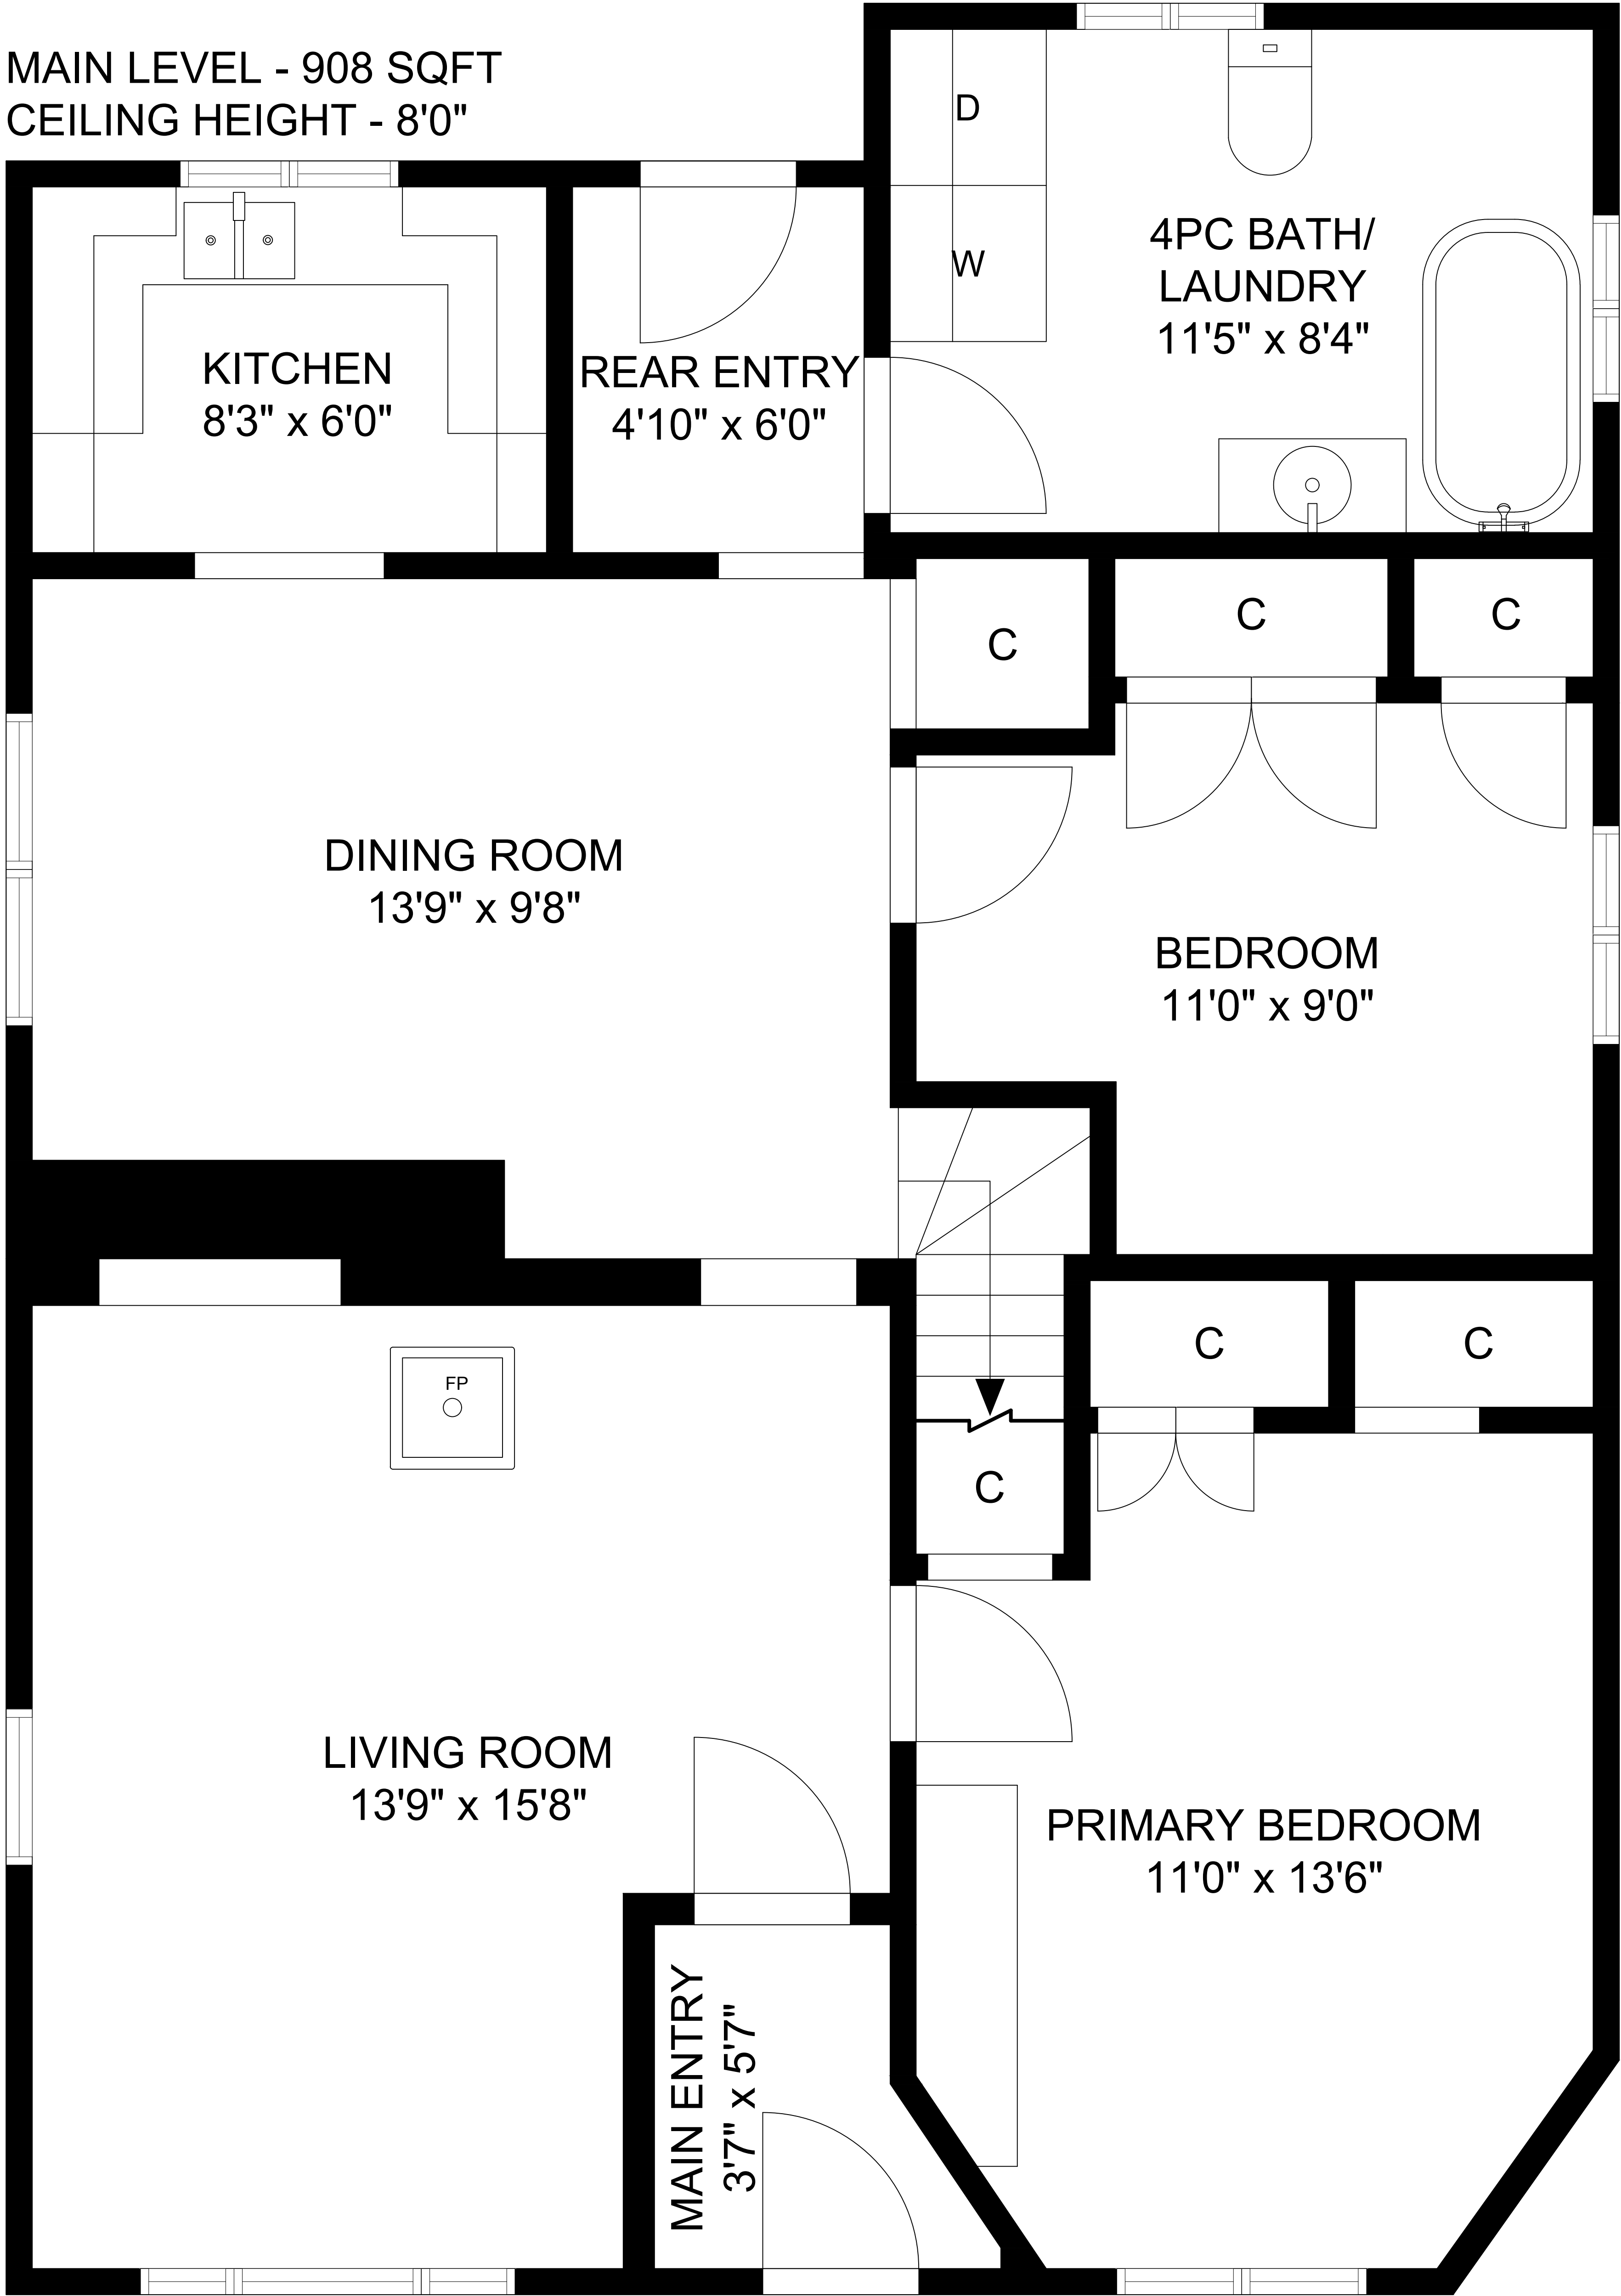 MAIN LEVEL - 908 SQFT
CEILING HEIGHT - 8'0"
D
W
4PC BATH/
LAUNDRY
11'5" x 8'4"
KITCHEN
8'3" x 6'0"
REAR ENTRY
4'10" x 6'0"
C
C
C
DINING ROOM
13'9" x 9'8"
BEDROOM
11'0" x 9'0"
C
C
FP
C
LIVING ROOM
13'9" x 15'8"
PRIMARY BEDROOM
11'0" x 13'6"
MAIN ENTRY
3'7" x 5'7"